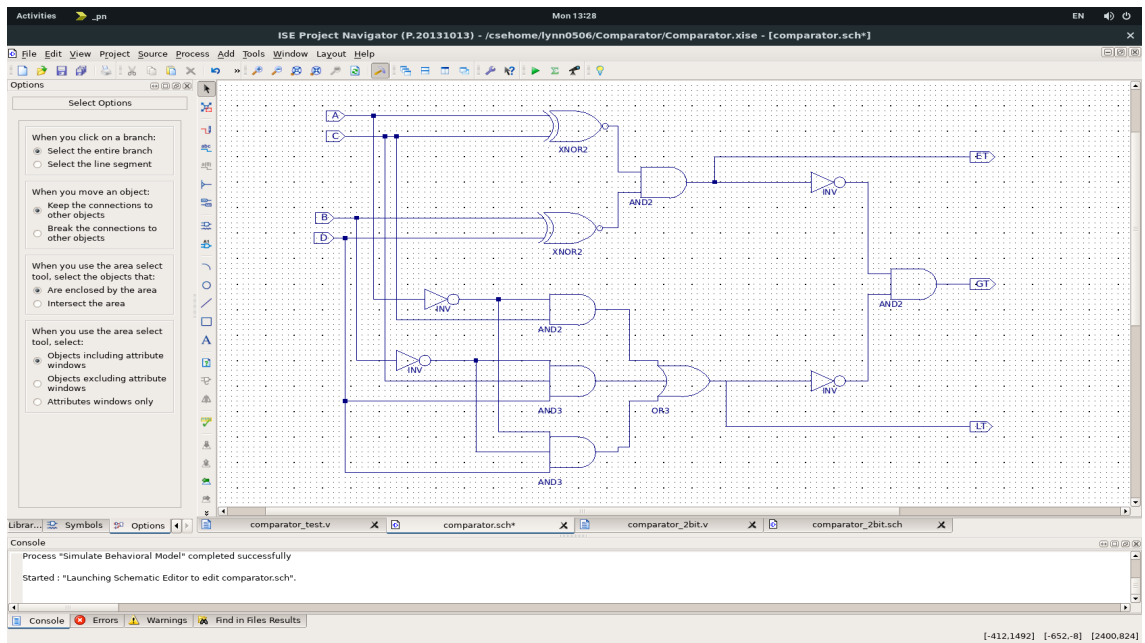 Activities
_pn
Mon 13:28
EN
ISE Project Navigator (P.20131013) - /csehome/lynn0506/Comparator/Comparator.xise - [comparator.sch*]
File Edit View Project Source Process Add Tools Window Layout Help
Options
Select Options
When you click on a branch:
Select the entire branch
Select the line segment
When you move an object:
Keep the connections to
other objects
Break the connections to
other objects
When you use the area select
tool, select the objects that:
Are enclosed by the area
Intersect the area
When you use the area select
tool, select:
Objects including attribute
windows
Objects excluding attribute
windows
Attributes windows only
A
C
XNOR2
ET
AND2
INV
B
D
XNOR2
GT
AND2
INV
AND2
INV
AND3
OR3
INV
LT
AND3
Librar...
Symbols
Options
comparator_test.v
comparator.sch*
comparator_2bit.v
comparator_2bit.sch
Console
Process "Simulate Behavioral Model" completed successfully
Started : "Launching Schematic Editor to edit comparator.sch".
Console
Errors
Warnings
Find in Files Results
[-412,1492] [-652,-8] [2400,824]